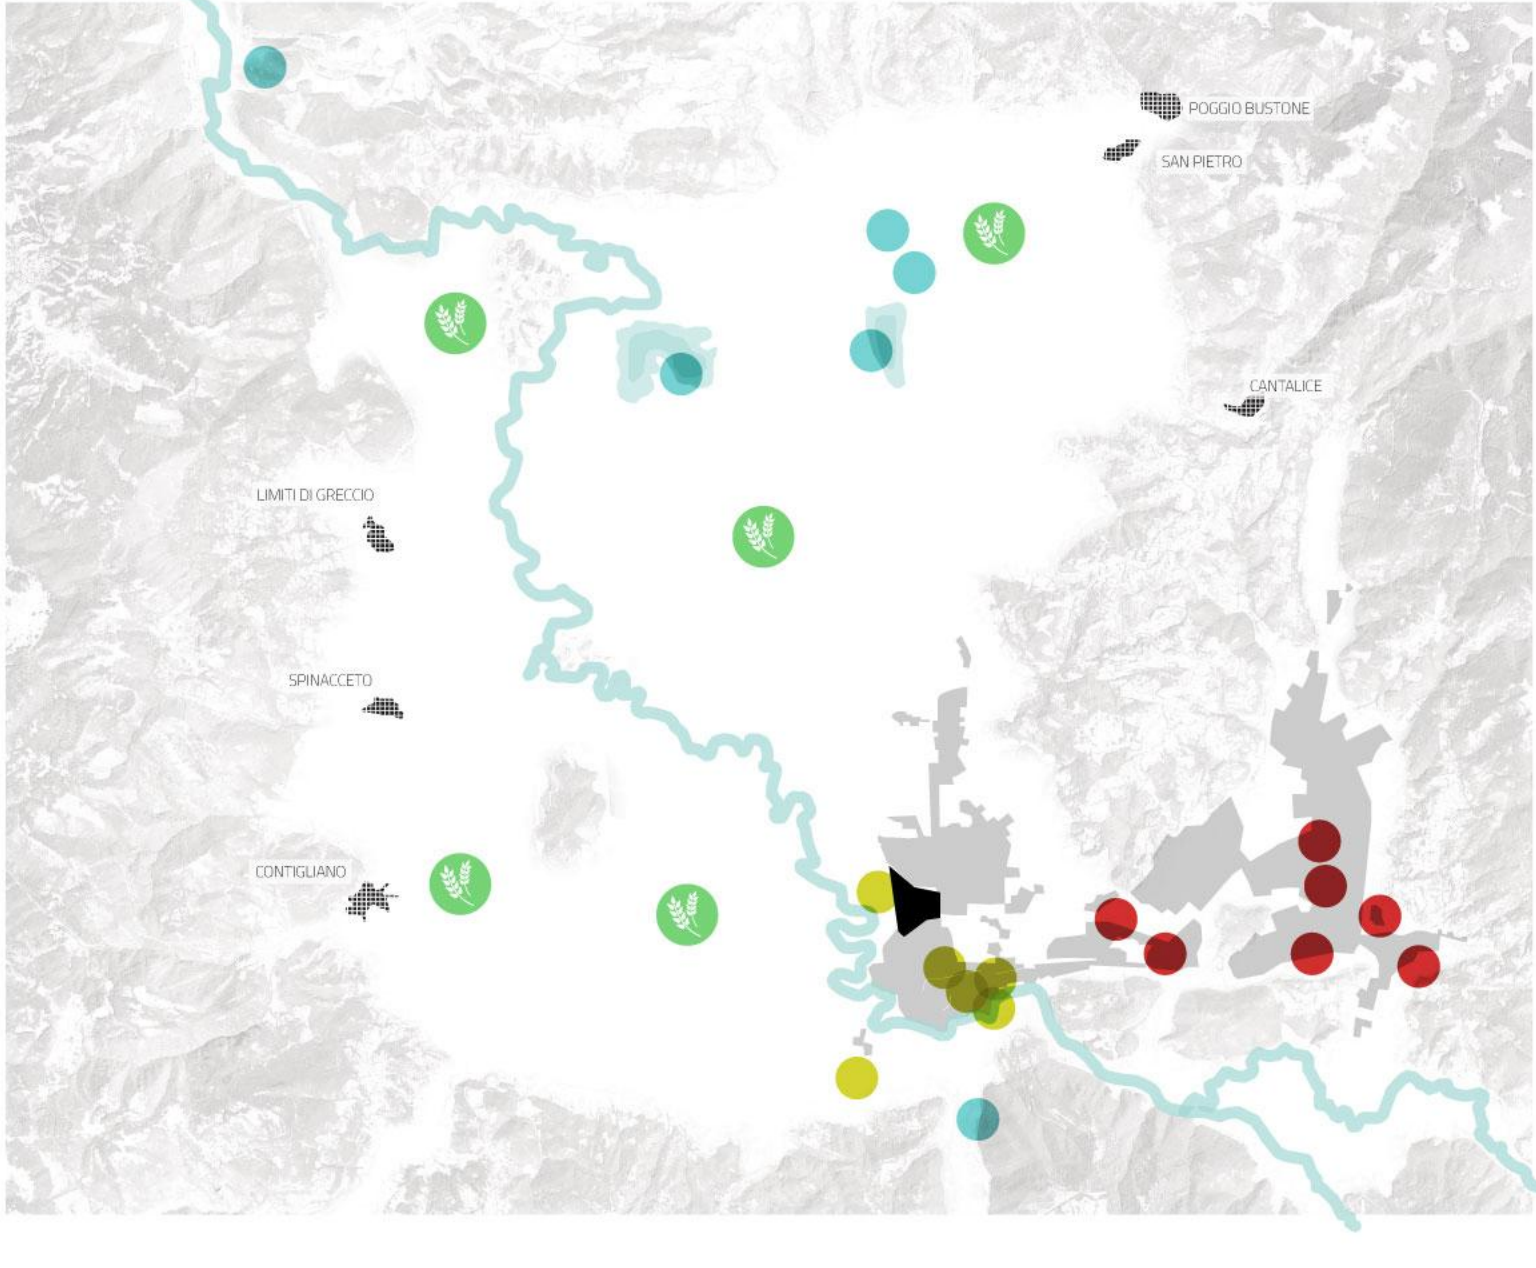 POGGIO BUSTONE
SAN PIETRO
CANTALICE
LIMITI DI GRECCIO
SPINACCETO
CONTIGLIANO